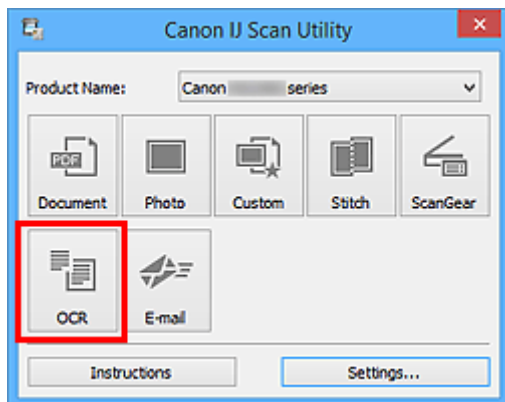 Canon IJ Scan Utility
Product Name: Canon series
PDF
Document Photo Custom Stitch ScanGear
OCR E-mail
Instructions Settings...